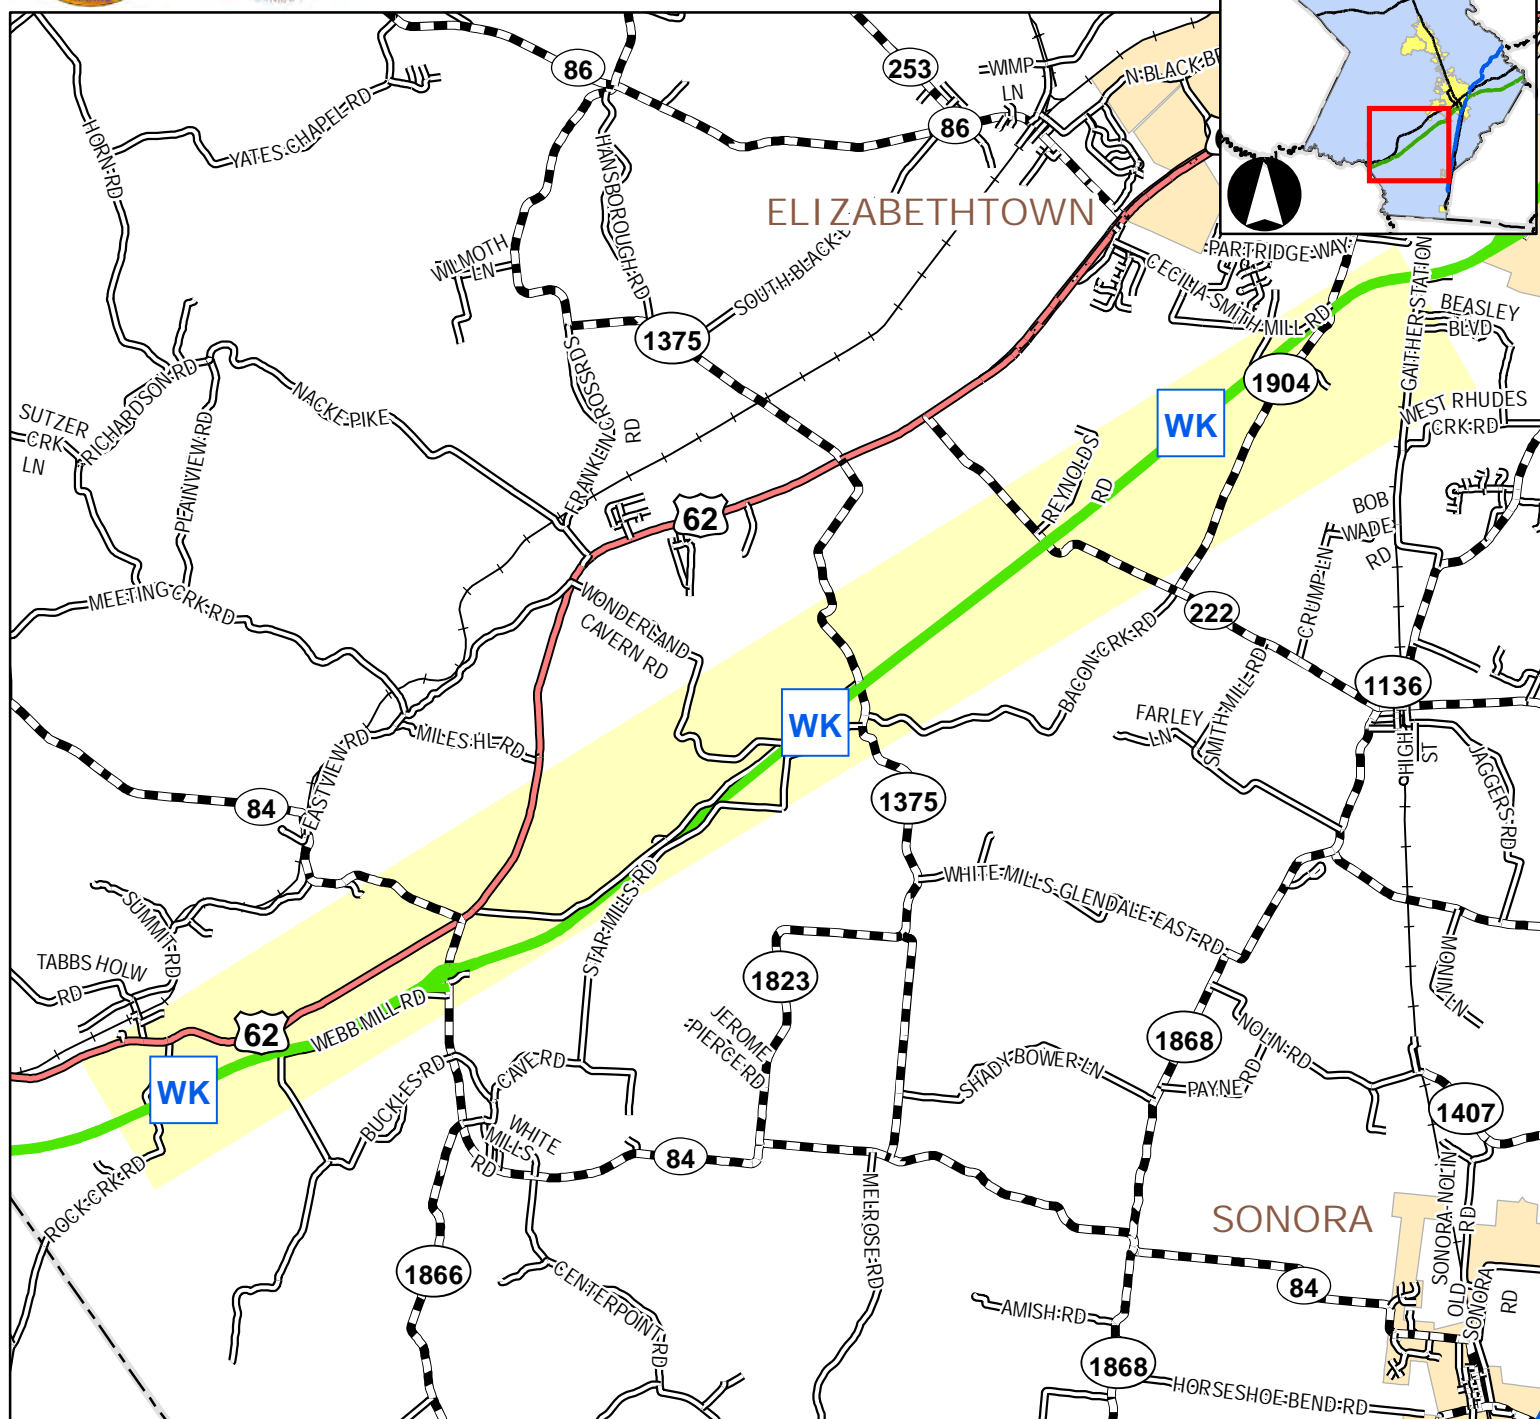 86
253
WIMP
LN
N BLACK
86
HORN RD
YATES CHAPEL RD
HANSBOROUGH RD
ELIZABETHTOWN
WILMOTH
LN
SOUTH BLACK
PARTRIDGE WAY
CECILIA SMITH MILL RD
GAITHER STATION
BEASLEY
BLVD
1375
RICHARDSON RD
NACKE PIKE
FRANKLIN CROSSRDS
RD
1904
WK
SUTZER
CRK
LN
PLAINVIEW RD
WEST RHUDES
CRK RD
REYNOLDS
RD
62
BOB
WADE
RD
MEETING CRK RD
WONDERLAND
CAVERN RD
222
CRUMP LN
BACON CRK RD
SMITH MILL RD
1136
FARLEY
LN
WK
EASTVIEW RD
MILES HL RD
HIGH
ST
JAGGERS RD
84
1375
SUMMIT RD
STAR MILLS RD
WHITE MILLS GLENDALE EAST RD
TABBS HOLW
RD
1823
MONIN
LN
62
WEBB MILL RD
JEROME
PIERCE RD
1868
NOLIN RD
WK
BUCKLES RD
CAVE RD
SHADY BOWER LN
PAYNE RD
1407
WHITE
MILLS
RD
84
ROCK CRK RD
MELROSE RD
SONORA
SONORA NOLIN
RD
1866
CENTERPOINT RD
84
OLD
SONORA
RD
AMISH RD
1868
HORSESHOE BEND RD